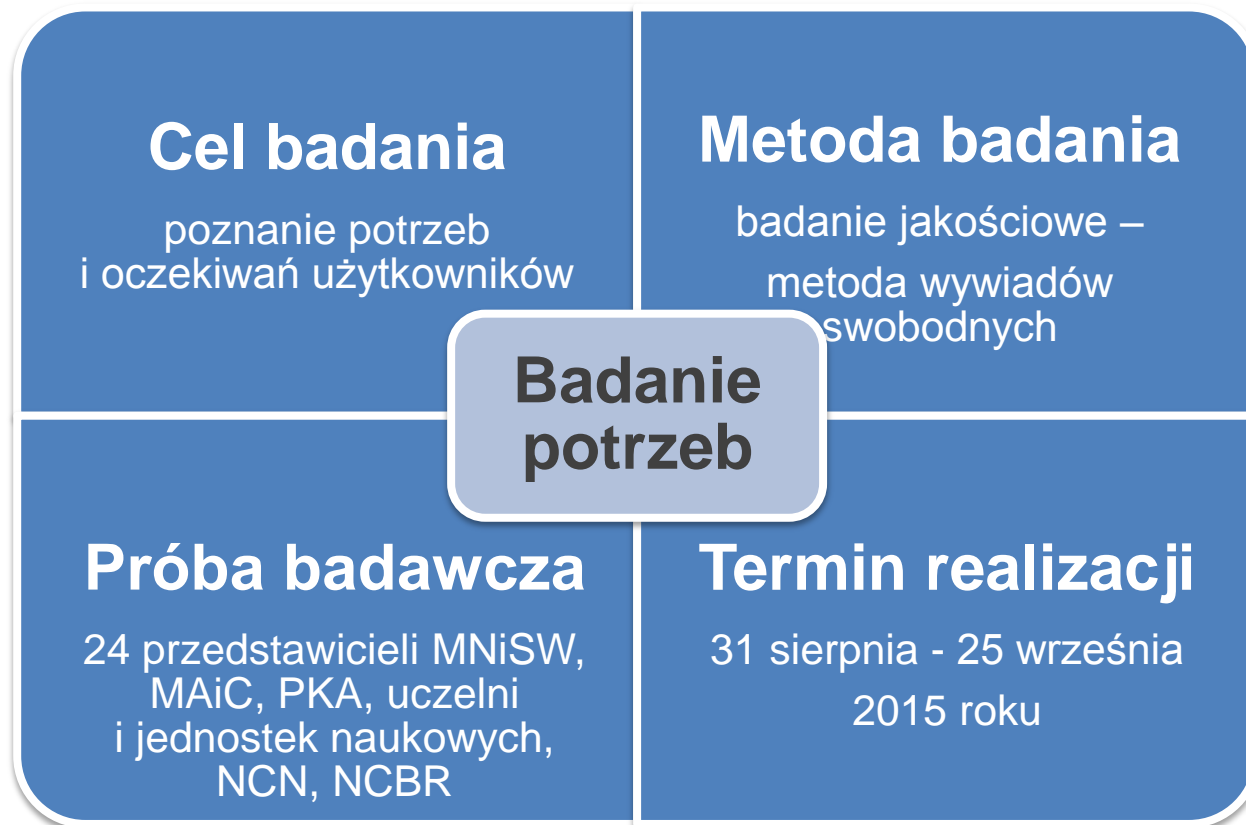 Cel badania
poznanie potrzeb
i oczekiwań użytkowników
Metoda badania
badanie jakościowe –
metoda wywiadów
swobodnych
Badanie
potrzeb
Próba badawcza
24 przedstawicieli MNiSW,
MAiC, PKA, uczelni
i jednostek naukowych,
NCN, NCBR
Termin realizacji
31 sierpnia - 25 września
2015 roku